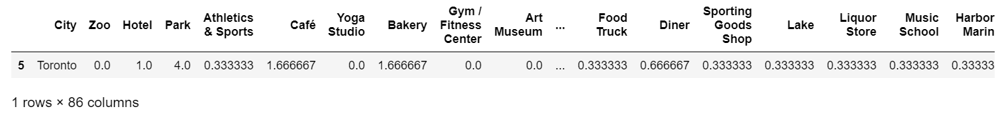 City Zoo Hotel Park Athletics & Sports Café Yoga Studio Bakery Gym / Fitness Center Art Museum ... Food Truck Diner Sporting Goods Shop Lake Liquor Store Music School Harbor Marin
5 Toronto 0.0 1.0 4.0 0.333333 1.666667 0.0 1.666667 0.0 0.0 ... 0.333333 0.666667 0.333333 0.333333 0.333333 0.333333 0.33333
1 rows × 86 columns